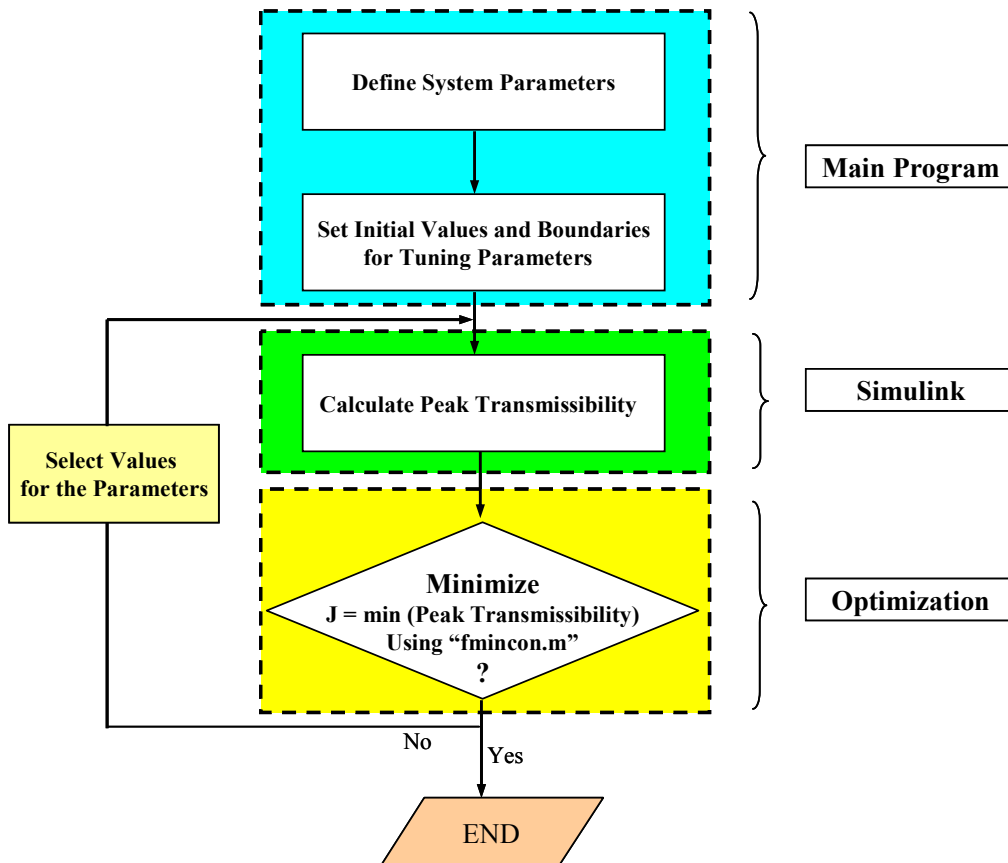 Define System Parameters
Main Program
Set Initial Values and Boundaries
for Tuning Parameters
Calculate Peak Transmissibility
Simulink
Select Values
for the Parameters
Minimize
J = min (Peak Transmissibility)
Using “fmincon.m”
?
Optimization
No
Yes
END